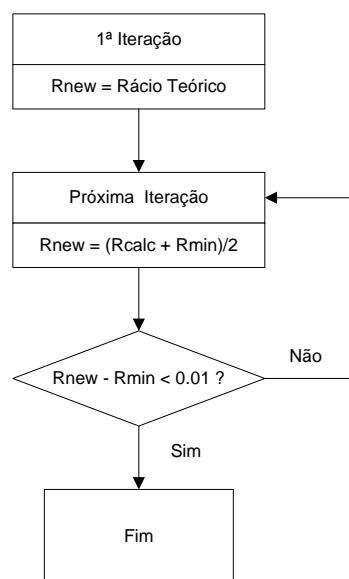 1ª Iteração
Rnew = Rácio Teórico
Próxima Iteração
Rnew = (Rcalc + Rmin)/2
Rnew - Rmin < 0.01 ?
Não
Sim
Fim